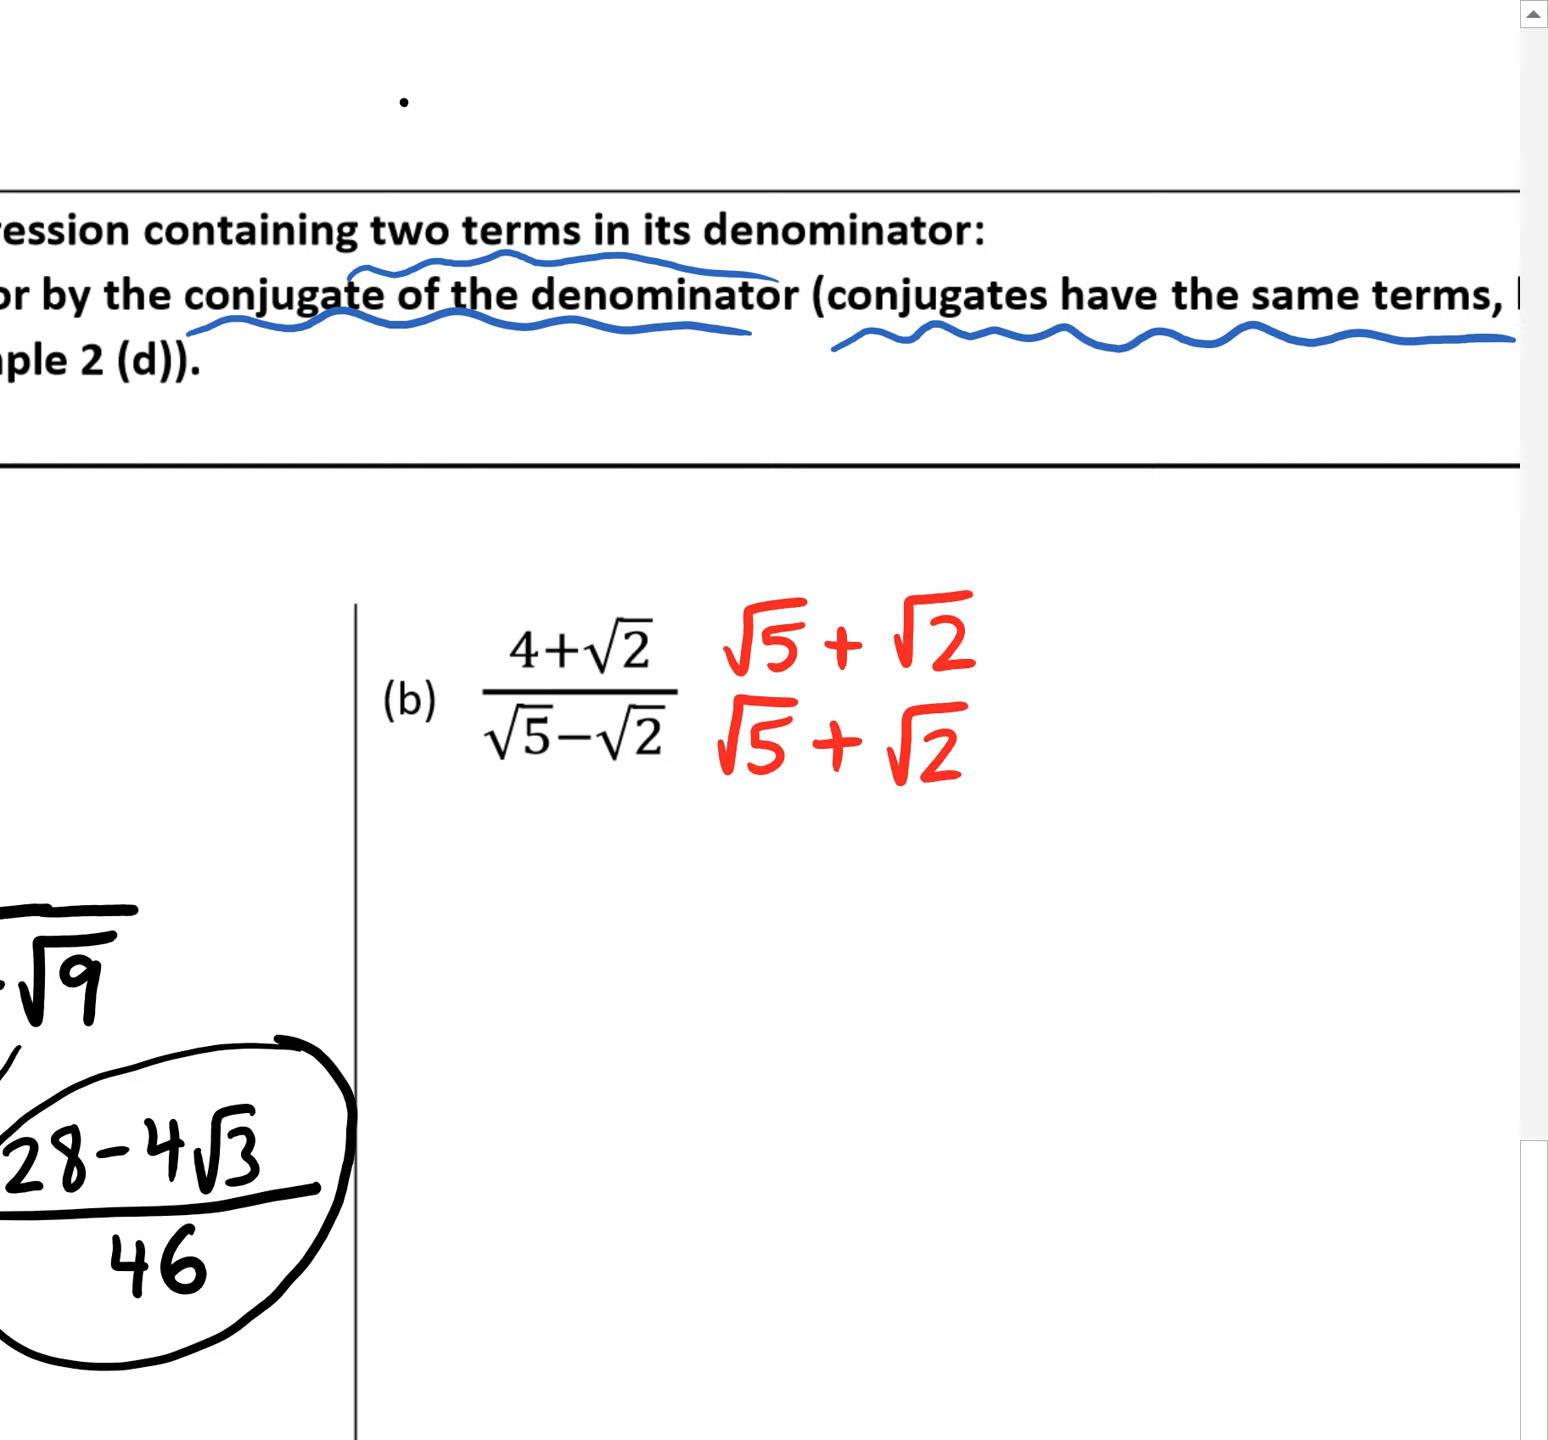 ession containing two terms in its denominator:
or by the conjugate of the denominator (conjugates have the same terms,
ple 2 (d)).
(b) 4+√2 / √5−√2 √5 + √2 / √5 + √2
√9
28 - 4√3
46